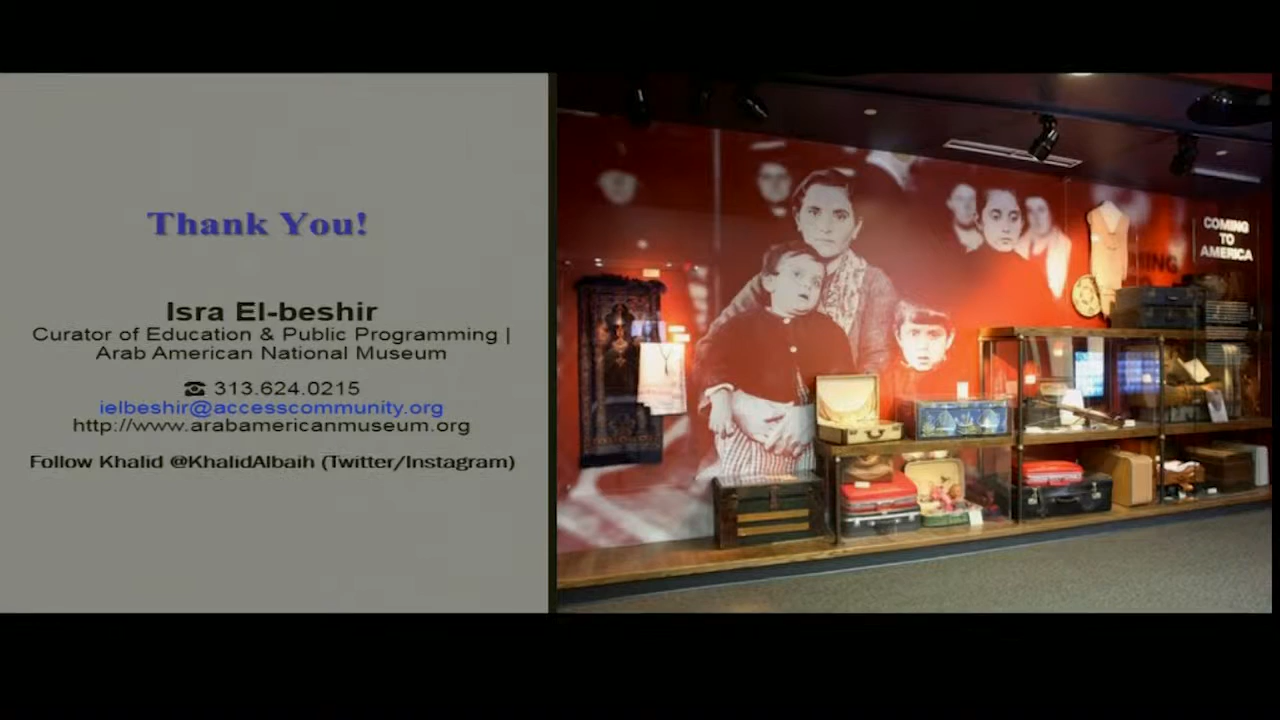 Thank You!
Isra El-beshir
Curator of Education & Public Programming |
Arab American National Museum
☎ 313.624.0215
ielbeshir@accesscommunity.org
http://www.arabamericanmuseum.org
Follow Khalid @KhalidAlbaih (Twitter/Instagram)
COMING
TO
AMERICA